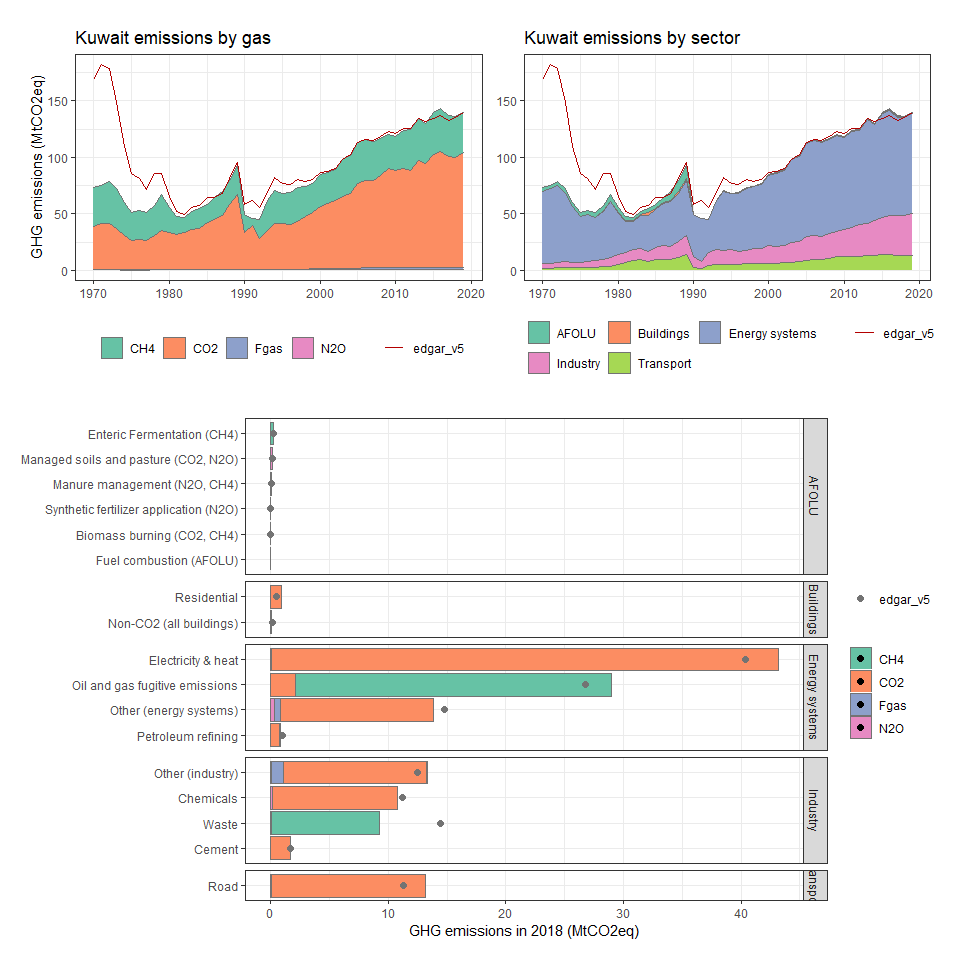 Kuwait emissions by gas
Kuwait emissions by sector
GHG emissions (MtCO2eq)
150
100
50
0
1970 1980 1990 2000 2010 2020
150
100
50
0
1970 1980 1990 2000 2010 2020
CH4 CO2 Fgas N2O edgar_v5
AFOLU Buildings Energy systems edgar_v5
Industry Transport
Enteric Fermentation (CH4)
Managed soils and pasture (CO2, N2O)
Manure management (N2O, CH4)
Synthetic fertilizer application (N2O)
Biomass burning (CO2, CH4)
Fuel combustion (AFOLU)
AFOLU
Residential
Non-CO2 (all buildings)
Buildings
Electricity & heat
Oil and gas fugitive emissions
Other (energy systems)
Petroleum refining
Energy systems
Other (industry)
Chemicals
Waste
Cement
Industry
Road
0 10 20 30 40
GHG emissions in 2018 (MtCO2eq)
edgar_v5
CH4
CO2
Fgas
N2O